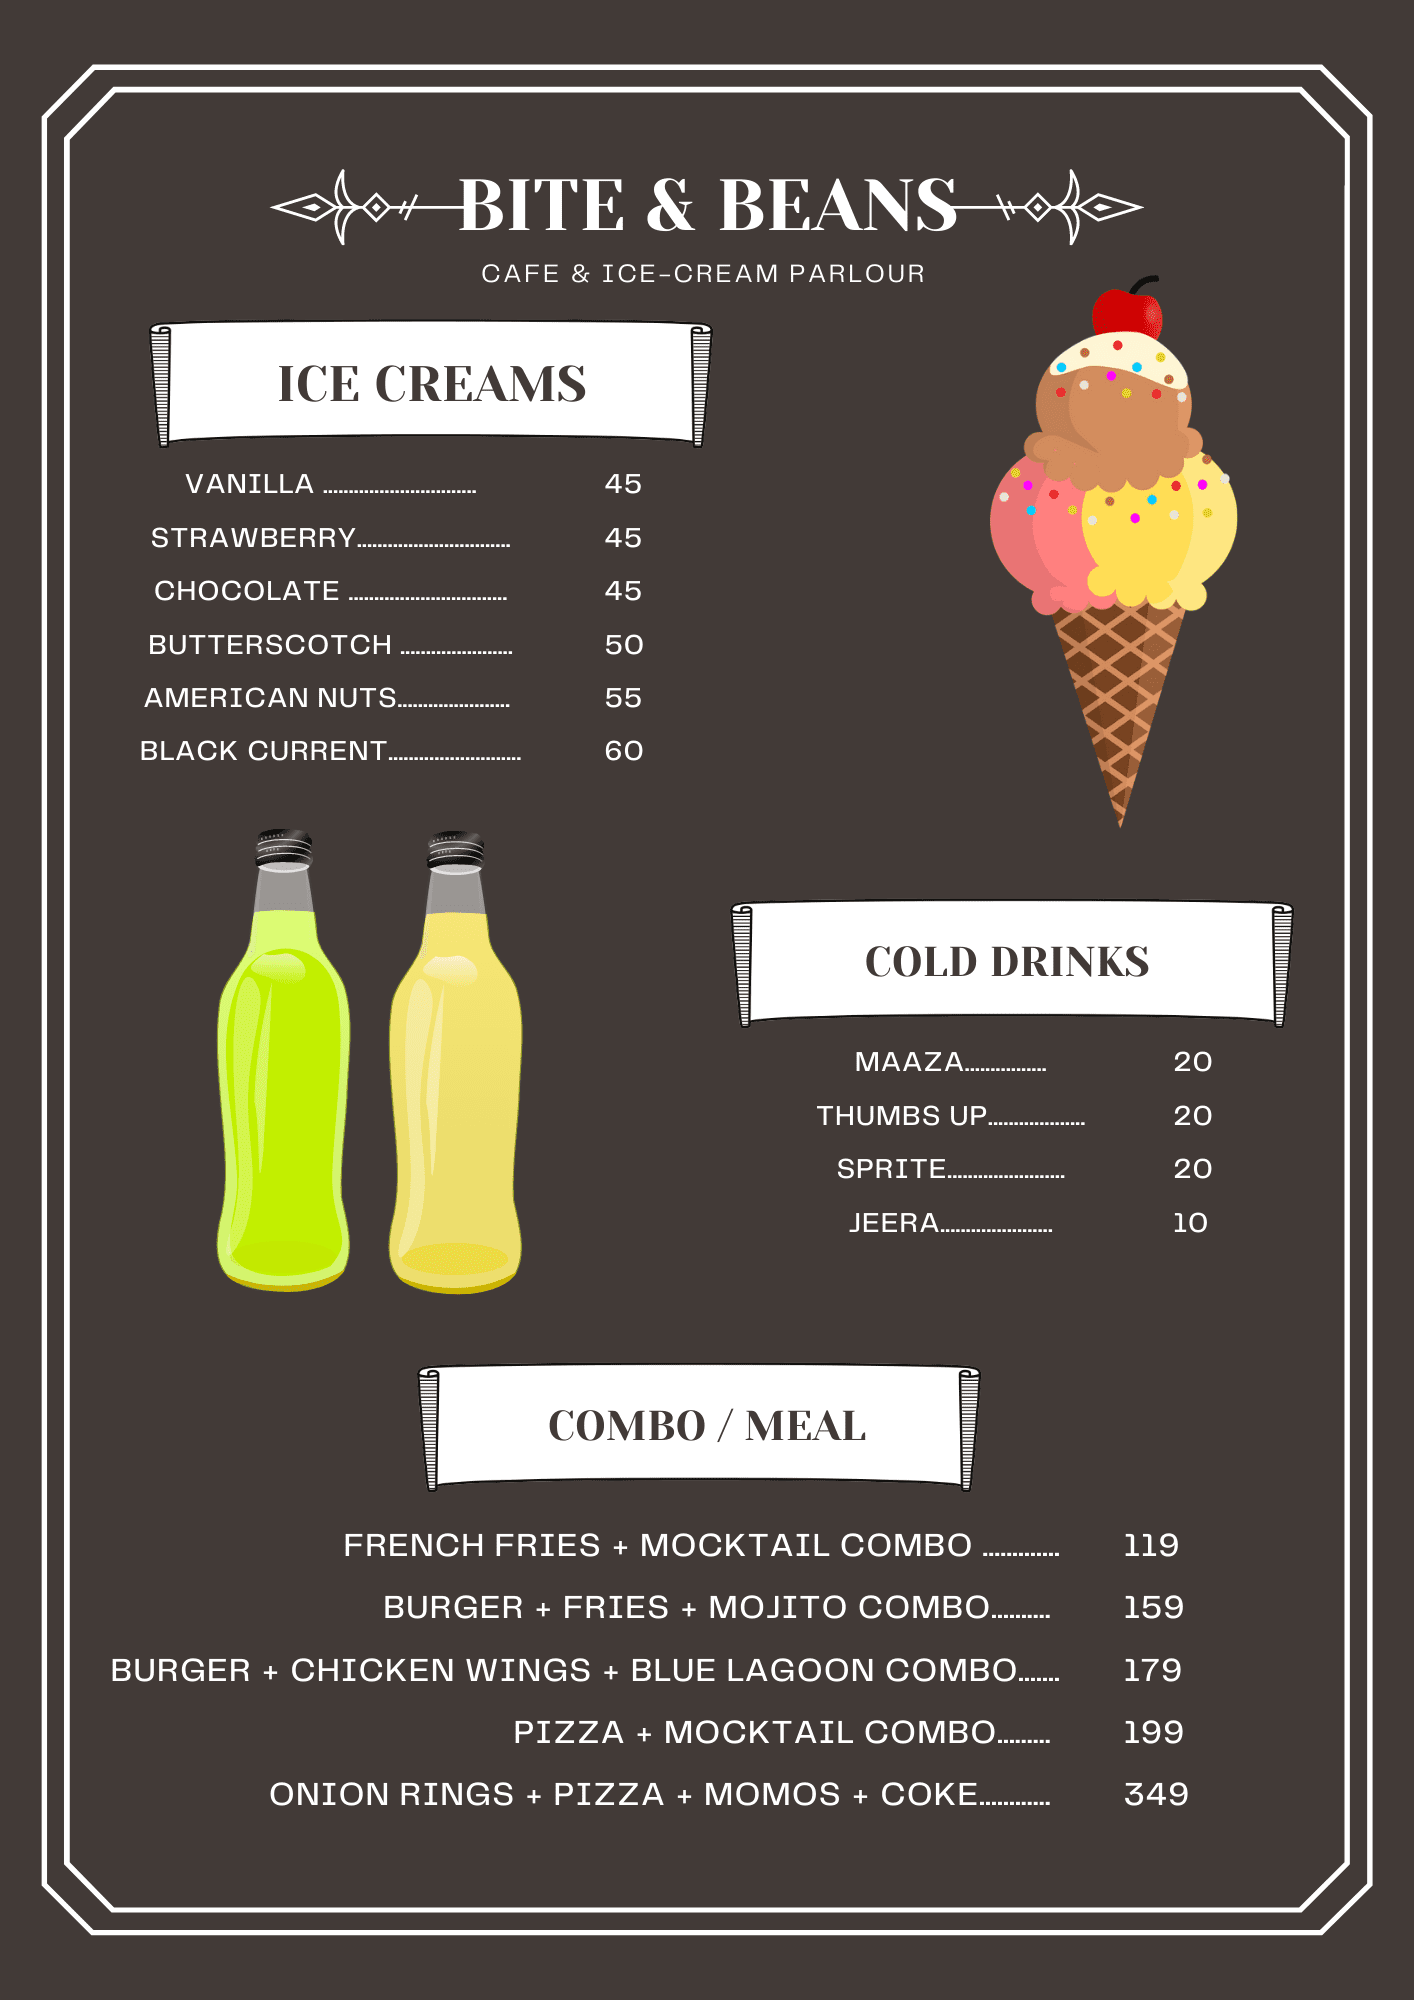 BITE & BEANS
CAFE & ICE-CREAM PARLOUR
ICE CREAMS
VANILLA .............................. 45
STRAWBERRY.............................. 45
CHOCOLATE ............................... 45
BUTTERSCOTCH ...................... 50
AMERICAN NUTS...................... 55
BLACK CURRENT.......................... 60
COLD DRINKS
MAAZA................ 20
THUMBS UP................... 20
SPRITE....................... 20
JEERA...................... 10
COMBO / MEAL
FRENCH FRIES + MOCKTAIL COMBO ............. 119
BURGER + FRIES + MOJITO COMBO.......... 159
BURGER + CHICKEN WINGS + BLUE LAGOON COMBO....... 179
PIZZA + MOCKTAIL COMBO......... 199
ONION RINGS + PIZZA + MOMOS + COKE............ 349